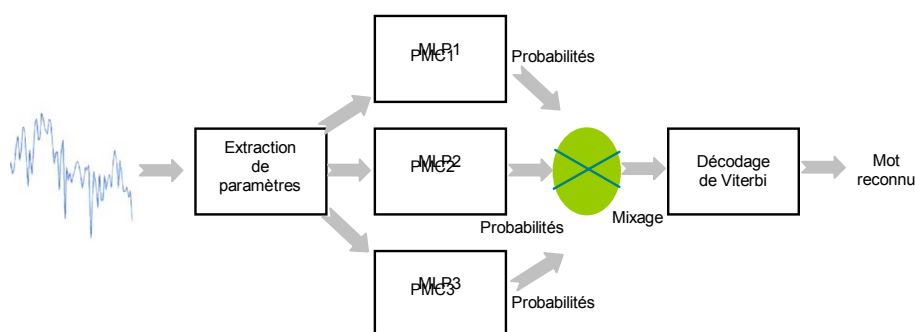 MLP1
PMC1
Probabilités
Extraction
de
paramètres
MLP2
PMC2
Probabilités
Mixage
Décodage
de Viterbi
Mot
reconnu
MLP3
PMC3
Probabilités